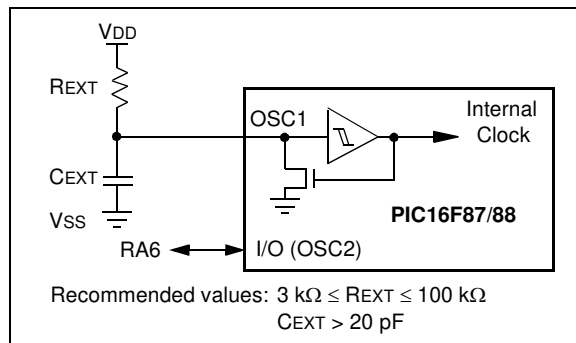 VDD
REXT
CEXT
VSS
OSC1
Internal
Clock
PIC16F87/88
RA6
I/O (OSC2)
Recommended values: 3 kΩ ≤ REXT ≤ 100 kΩ
CEXT > 20 pF